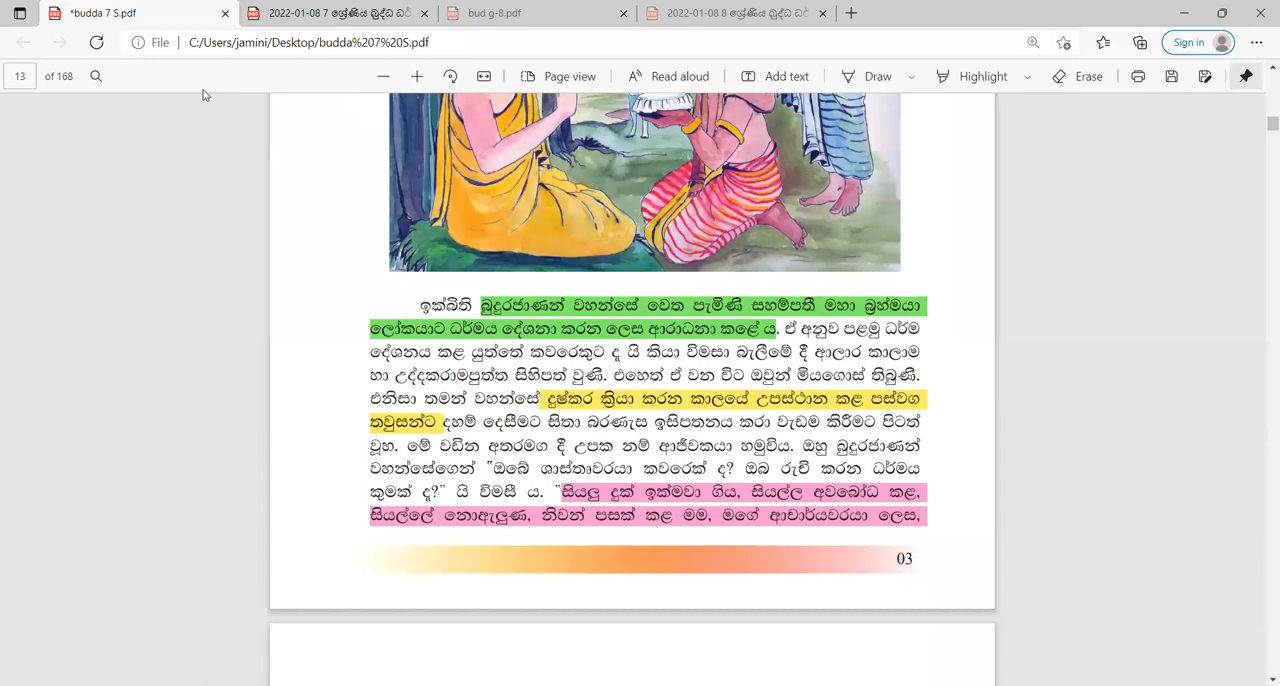 *budda 7 S.pdf
2022-01-08 7 ශ්‍රේණිය බුද්ධ ධර්
bud g-8.pdf
2022-01-08 8 ශ්‍රේණිය බුද්ධ ධර්
File
C:/Users/jamini/Desktop/budda%207%20S.pdf
Sign in
13 of 168
Page view
Read aloud
Add text
Draw
Highlight
Erase
ඉක්බිති බුදුරජාණන් වහන්සේ වෙත පැමිණි සහම්පතී මහා බ්‍රහ්මයා
ලෝකයාට ධර්මය දේශනා කරන ලෙස ආරාධනා කළේ ය. ඒ අනුව පළමු ධර්ම
දේශනය කළ යුත්තේ කවරෙකුට ද යි කියා විමසා බැලීමේ දී ආලාර කාලාම
හා උද්දකරාමපුත්ත සිහිපත් වුණි. එහෙත් ඒ වන විට ඔවුන් මියගොස් තිබුණි.
එනිසා තමන් වහන්සේ දුෂ්කර ක්‍රියා කරන කාලයේ උපස්ථාන කළ පස්වග
තවුසන්ට දහම් දෙසීමට සිතා බරණැස ඉසිපතනය කරා වැඩම කිරීමට පිටත්
වූහ. මේ වඩින අතරමග දී උපක නම් ආජීවකයා හමුවිය. ඔහු බුදුරජාණන්
වහන්සේගෙන් "ඔබේ ශාස්තෘවරයා කවරෙක් ද? ඔබ රුචි කරන ධර්මය
කුමක් ද?" යි විමසී ය. "සියලු දුක් ඉක්මවා ගිය, සියල්ල අවබෝධ කළ,
සියල්ලේ නොඇලුණ, නිවන් පසක් කළ මම, මගේ ආචාර්යවරයා ලෙස,
03